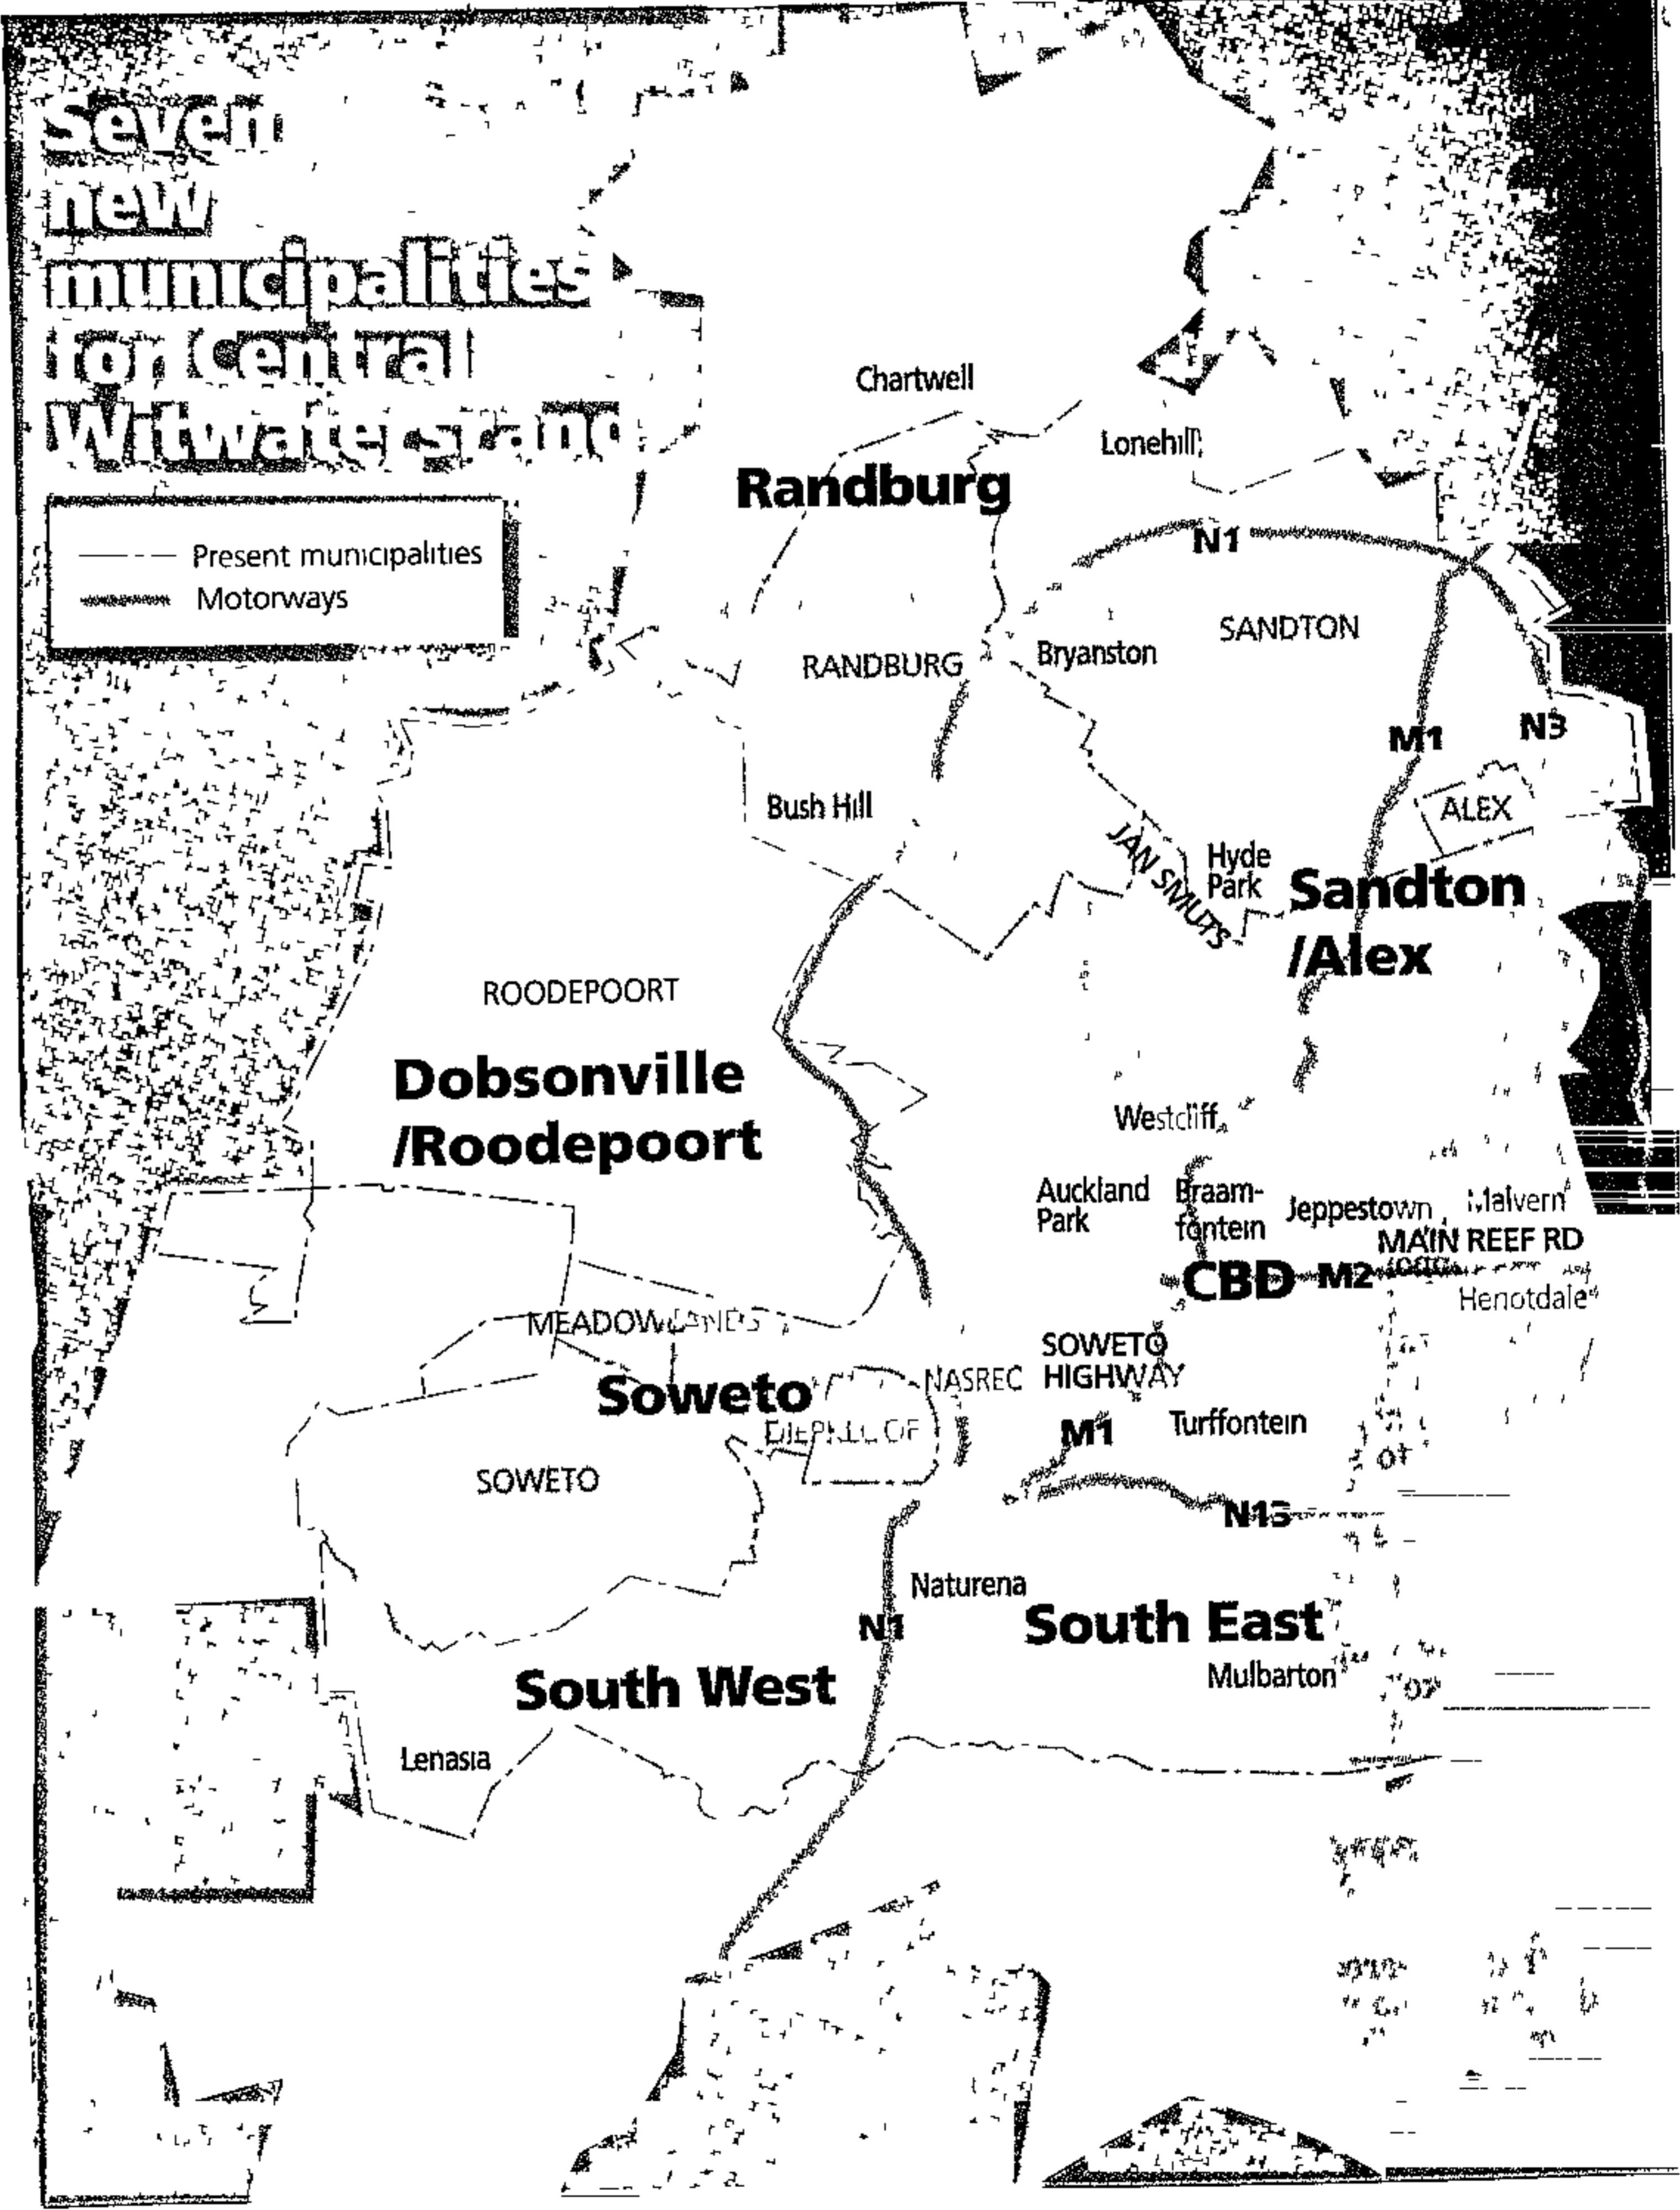 Seven
new
municipalities
for Central
Witwatersrand
Present municipalities
Motorways
Chartwell
Lonehill
Randburg
N1
SANDTON
RANDBURG
Bryanston
M1
N3
Bush Hill
ALEX
JAN SMUTS
Hyde
Park
Sandton
/Alex
ROODEPOORT
Dobsonville
/Roodepoort
Westcliff
Auckland
Park
Braam-
fontein
Jeppestown
Malvern
MAIN REEF RD
CBD
M2
Henotdale
MEADOWLANDS
SOWETO
HIGHWAY
NASREC
Soweto
DIEPKLOOF
M1
Turffontein
SOWETO
N13
Naturena
N1
South East
South West
Mulbarton
Lenasia